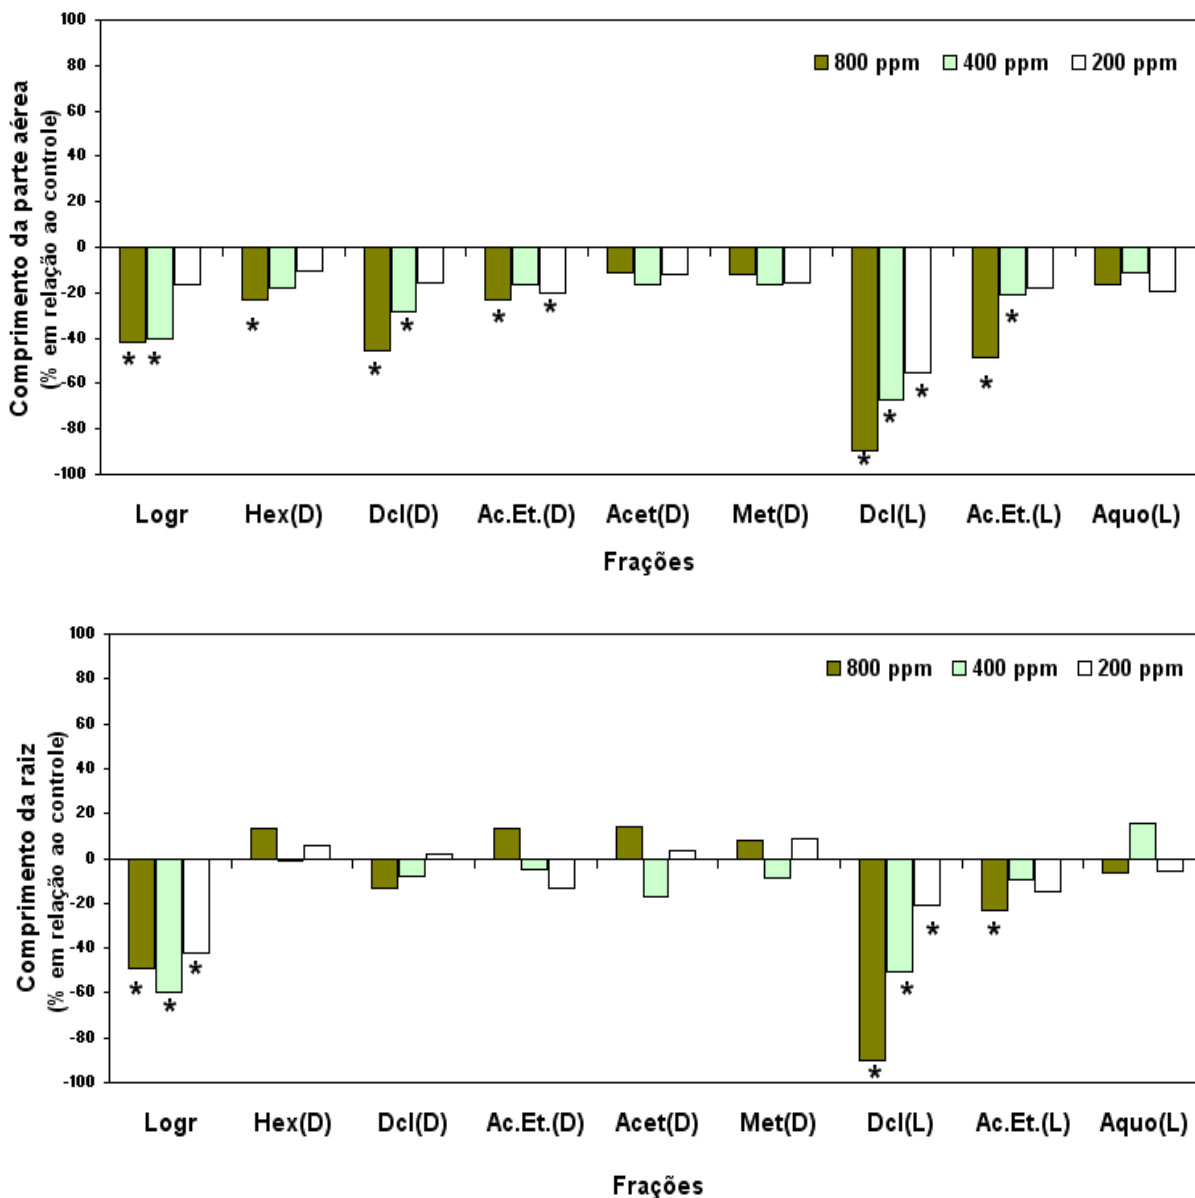 100
80
60
40
20
0
-20
-40
-60
-80
-100
Comprimento da parte aérea
(% em relação ao controle)
800 ppm 400 ppm 200 ppm
* * * * * * * * * * * *
Logr Hex(D) Dcl(D) Ac.Et.(D) Acet(D) Met(D) Dcl(L) Ac.Et.(L) Aquo(L)
Frações
100
80
60
40
20
0
-20
-40
-60
-80
-100
Comprimento da raiz
(% em relação ao controle)
800 ppm 400 ppm 200 ppm
* * * * * * *
Logr Hex(D) Dcl(D) Ac.Et.(D) Acet(D) Met(D) Dcl(L) Ac.Et.(L) Aquo(L)
Frações